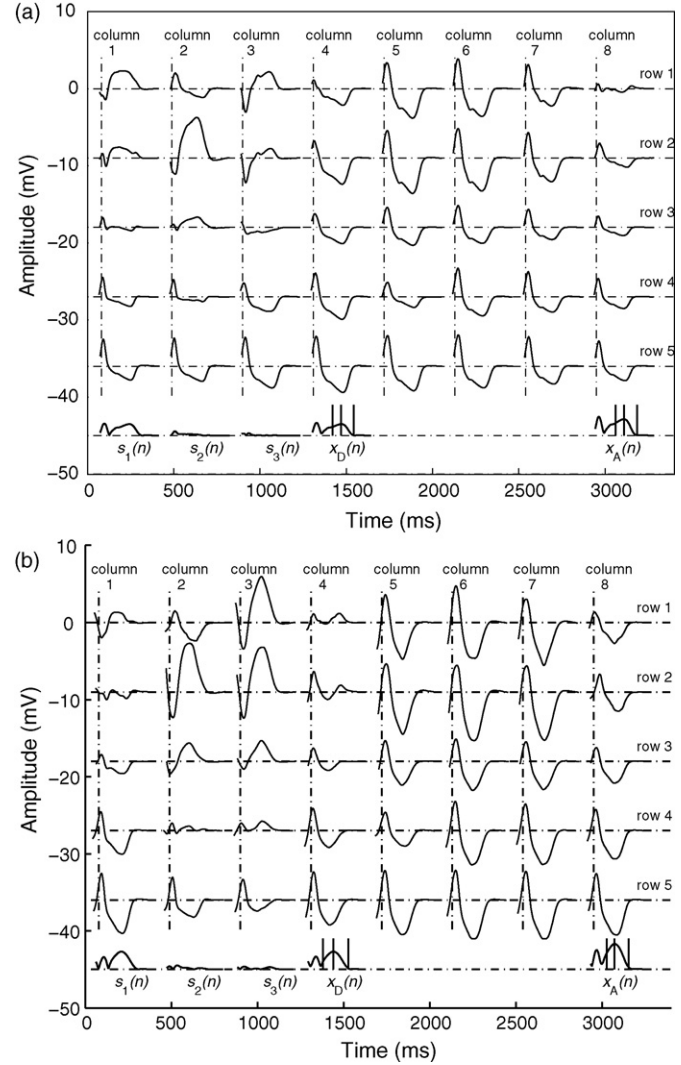 (a)
10
0
−10
−20
−30
−40
−50
Amplitude (mV)
column 1
column 2
column 3
column 4
column 5
column 6
column 7
column 8
row 1
row 2
row 3
row 4
row 5
s1(n)
s2(n)
s3(n)
xD(n)
xA(n)
0 500 1000 1500 2000 2500 3000
Time (ms)
(b)
10
0
−10
−20
−30
−40
−50
Amplitude (mV)
column 1
column 2
column 3
column 4
column 5
column 6
column 7
column 8
row 1
row 2
row 3
row 4
row 5
s1(n)
s2(n)
s3(n)
xD(n)
xA(n)
0 500 1000 1500 2000 2500 3000
Time (ms)